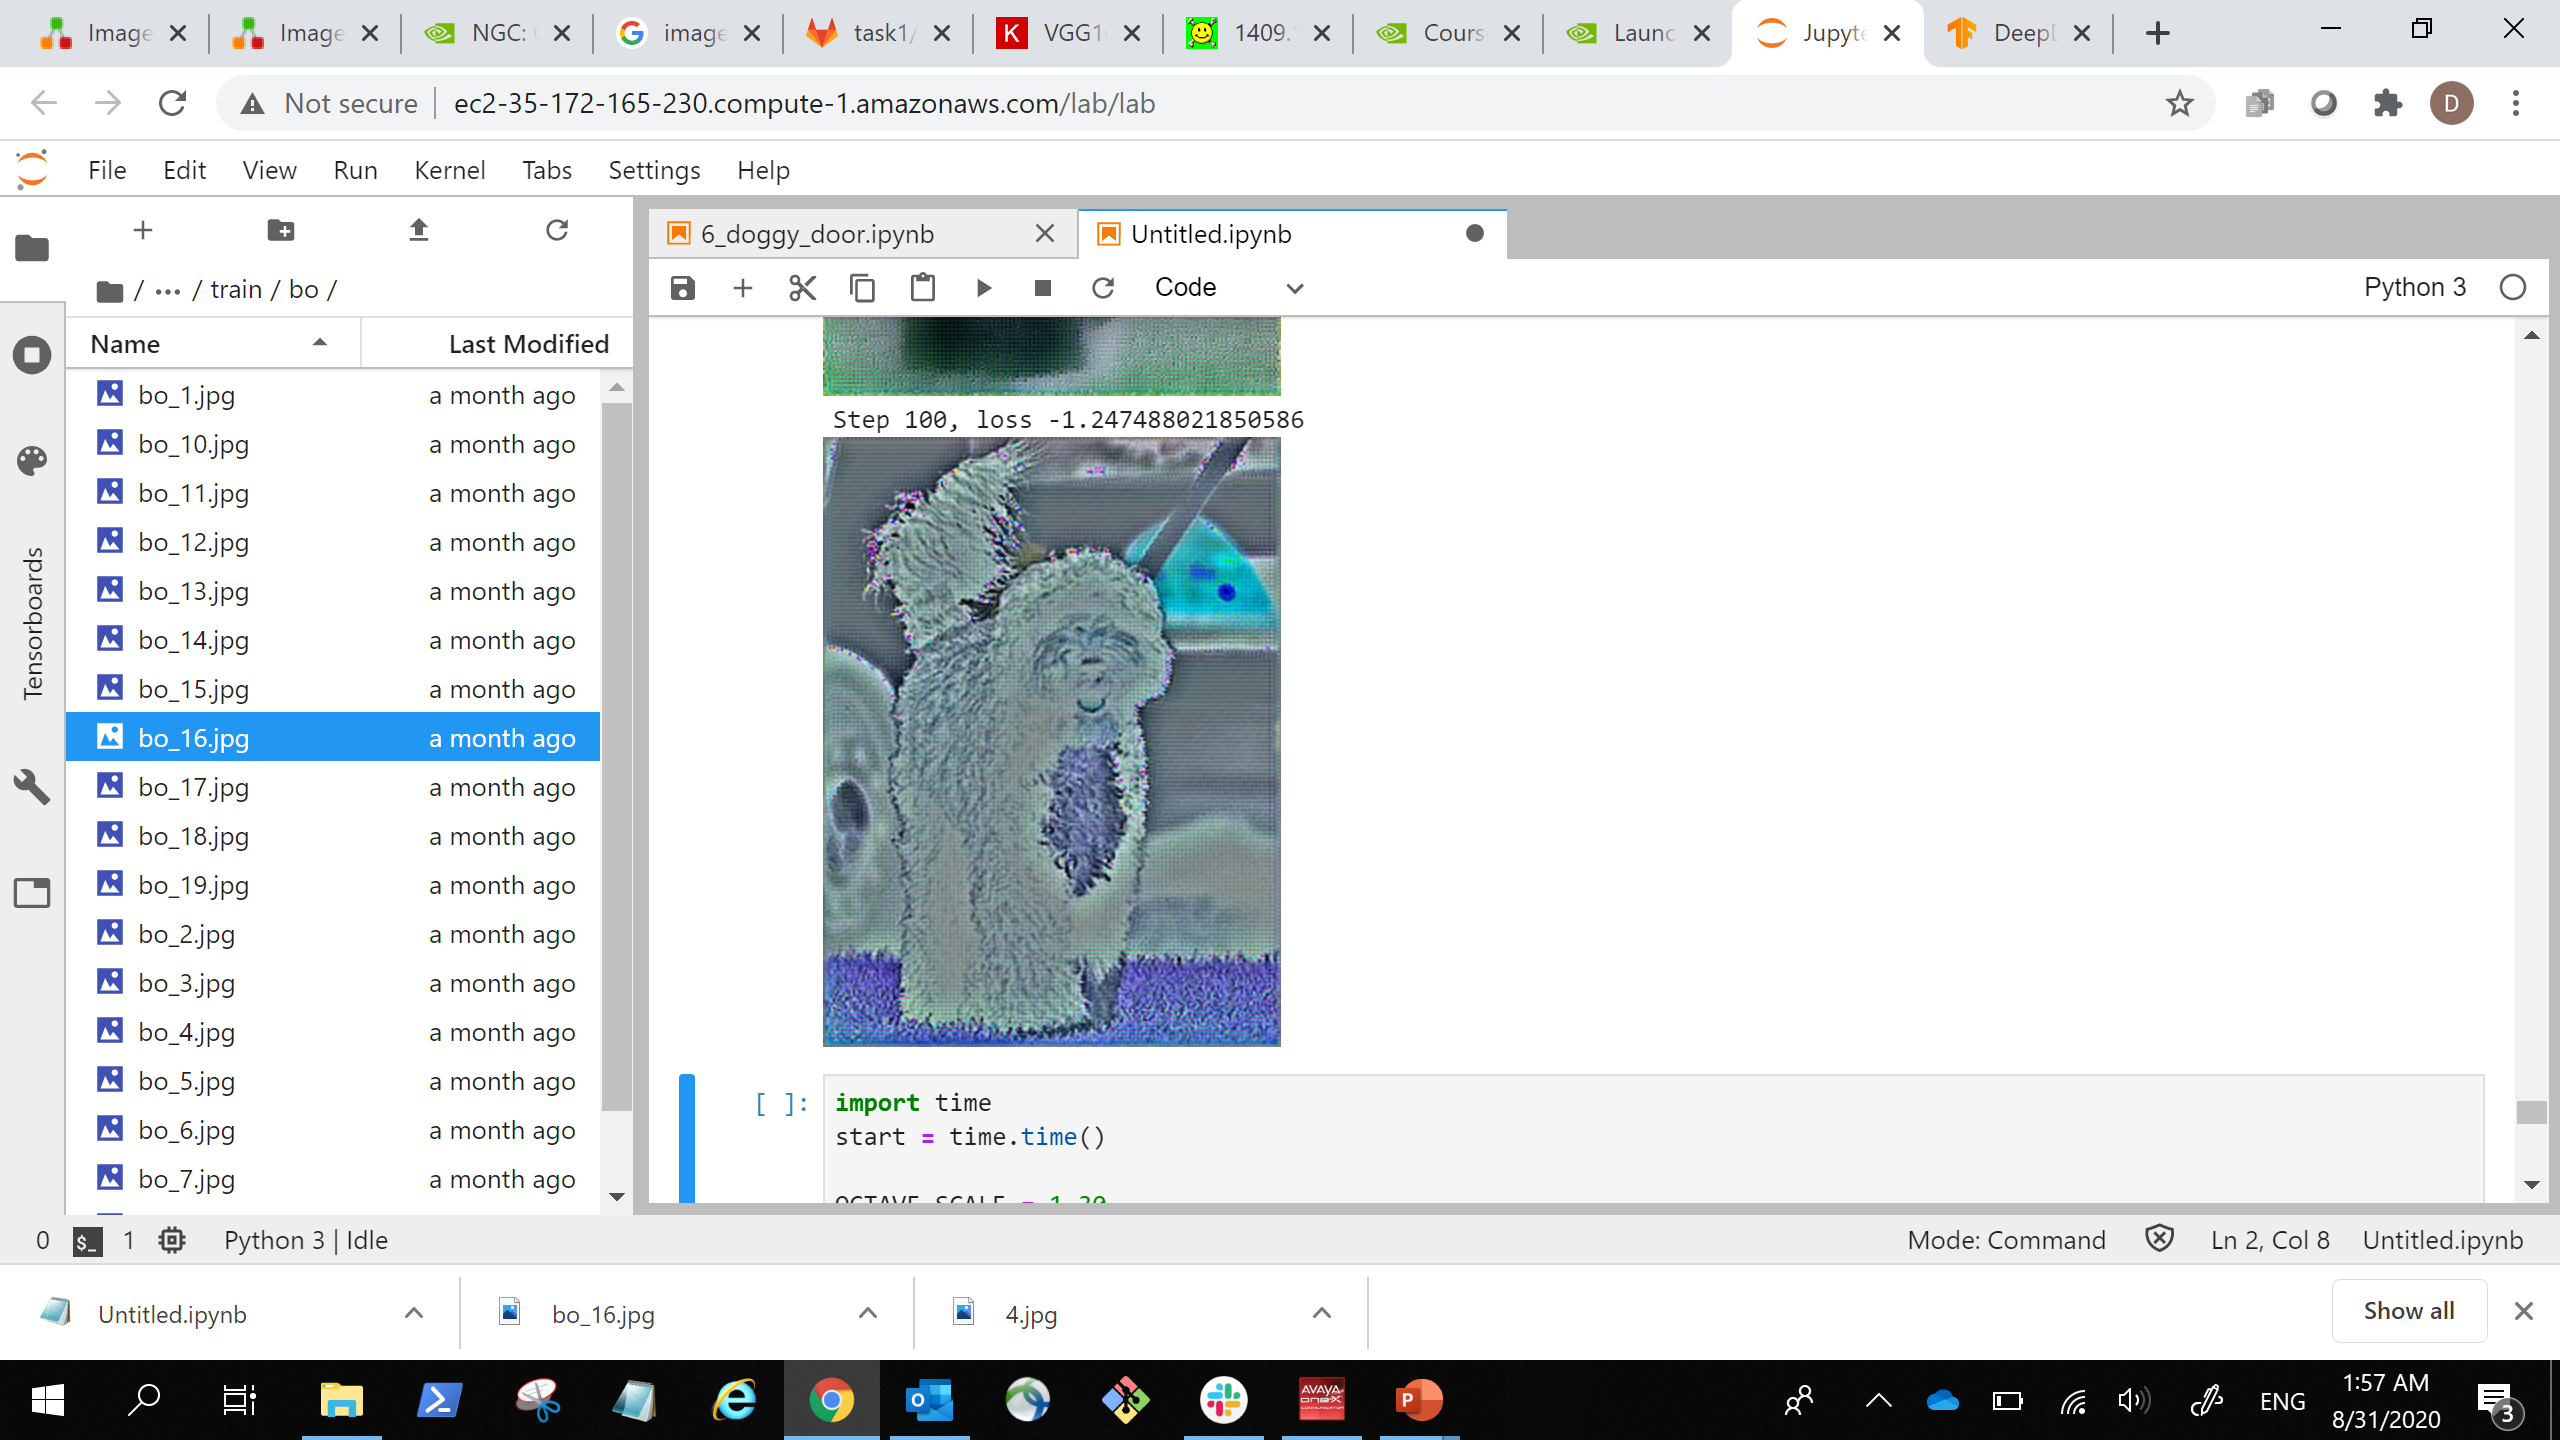 Image
Image
NGC:
image
task1/
K
VGG1
1409.
Cours
Launc
Jupyte
Deep
Not secure
ec2-35-172-165-230.compute-1.amazonaws.com/lab/lab
D
File Edit View Run Kernel Tabs Settings Help
/ ··· / train / bo /
6_doggy_door.ipynb
Untitled.ipynb
Code
Python 3
Name Last Modified
Tensorboards
bo_1.jpg a month ago
bo_10.jpg a month ago
bo_11.jpg a month ago
bo_12.jpg a month ago
bo_13.jpg a month ago
bo_14.jpg a month ago
bo_15.jpg a month ago
bo_16.jpg a month ago
bo_17.jpg a month ago
bo_18.jpg a month ago
bo_19.jpg a month ago
bo_2.jpg a month ago
bo_3.jpg a month ago
bo_4.jpg a month ago
bo_5.jpg a month ago
bo_6.jpg a month ago
bo_7.jpg a month ago
Step 100, loss -1.247488021850586
[ ]:
import time
start = time.time()
OCTAVE_SCALE = 1.30
0 $_ 1 Python 3 | Idle
Mode: Command Ln 2, Col 8 Untitled.ipynb
Untitled.ipynb
bo_16.jpg
4.jpg
Show all
AVAYA
one-X
ENG
1:57 AM
8/31/2020
3